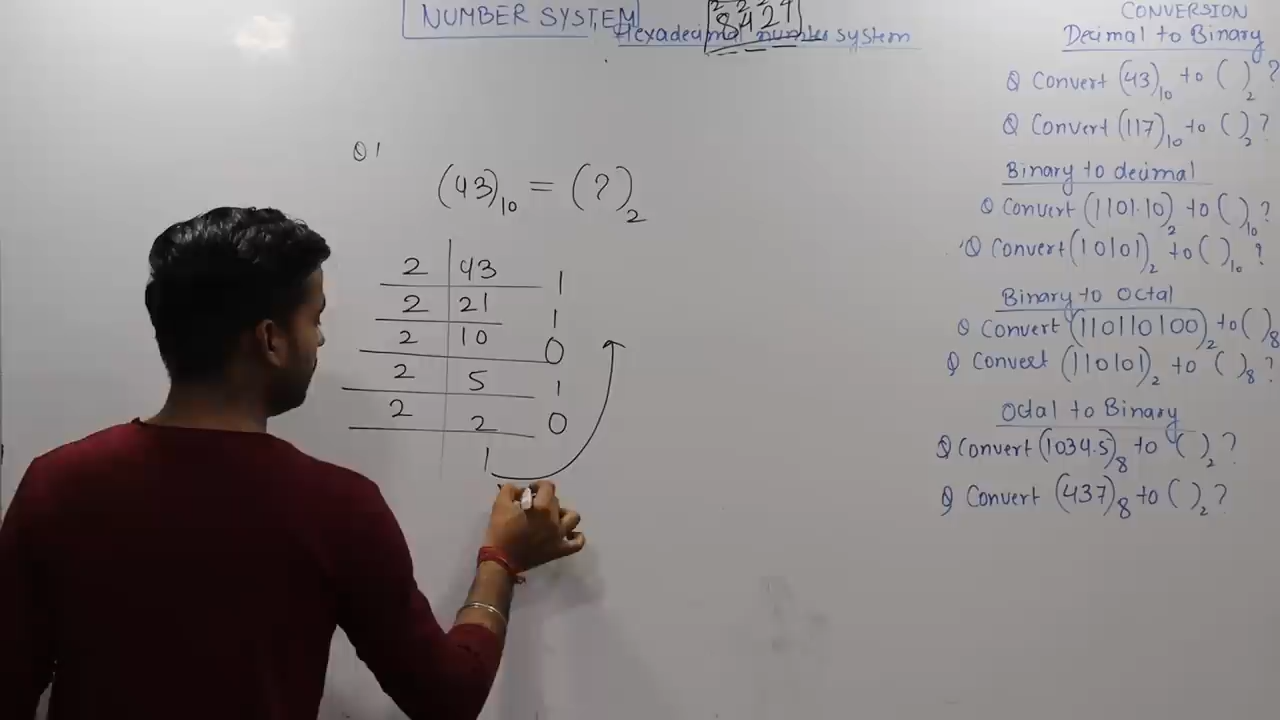 NUMBER SYSTEM
Hexadecimal number system
8421
Q1
(43)10 = (?)2
2 43 1
2 21 1
2 10 0
2 5 1
2 2 0
1
CONVERSION
Decimal to Binary
Q Convert (43)10 to ( )2 ?
Q Convert (117)10 to ( )2 ?
Binary to decimal
Q Convert (1101.10)2 to ( )10 ?
Q Convert (10101)2 to ( )10 ?
Binary to Octal
Q Convert (110110100)2 to ( )8
Q Convert (110101)2 to ( )8 ?
Octal to Binary
Q Convert (1034.5)8 to ( )2 ?
Q Convert (437)8 to ( )2 ?